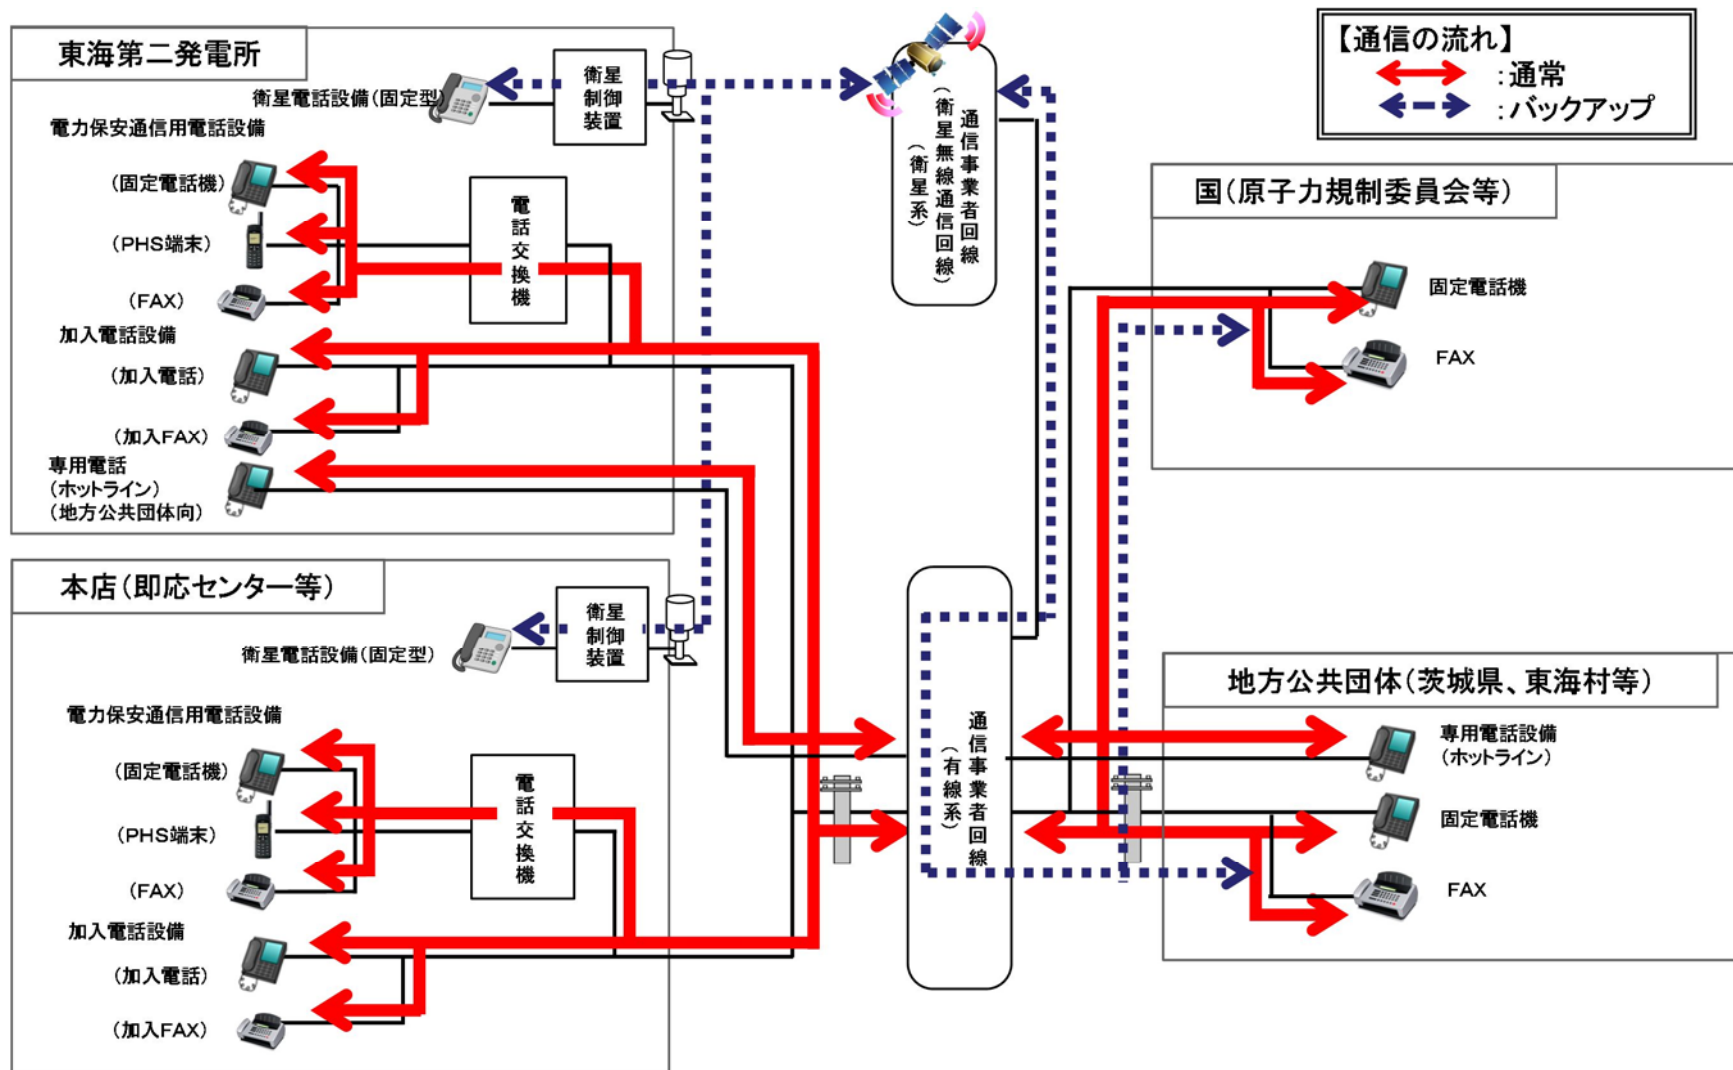 東海第二発電所
衛星電話設備(固定型)
衛星
制御
装置
電力保安通信用電話設備
(固定電話機)
(PHS端末)
(FAX)
電話交換機
加入電話設備
(加入電話)
(加入FAX)
専用電話
(ホットライン)
(地方公共団体向)
通信事業者回線
(衛星無線通信回線)
(衛星系)
【通信の流れ】
:通常
:バックアップ
国(原子力規制委員会等)
固定電話機
FAX
本店(即応センター等)
衛星電話設備(固定型)
衛星
制御
装置
電力保安通信用電話設備
(固定電話機)
(PHS端末)
(FAX)
電話交換機
加入電話設備
(加入電話)
(加入FAX)
通信事業者回線
(有線系)
地方公共団体(茨城県、東海村等)
専用電話設備
(ホットライン)
固定電話機
FAX